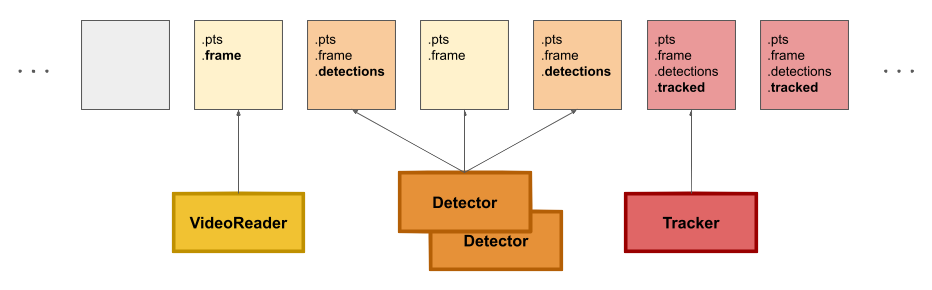 .pts
.frame
.pts
.frame
.detections
.pts
.frame
.pts
.frame
.detections
.pts
.frame
.detections
.tracked
.pts
.frame
.detections
.tracked
. . .
. . .
VideoReader
Detector
Detector
Tracker